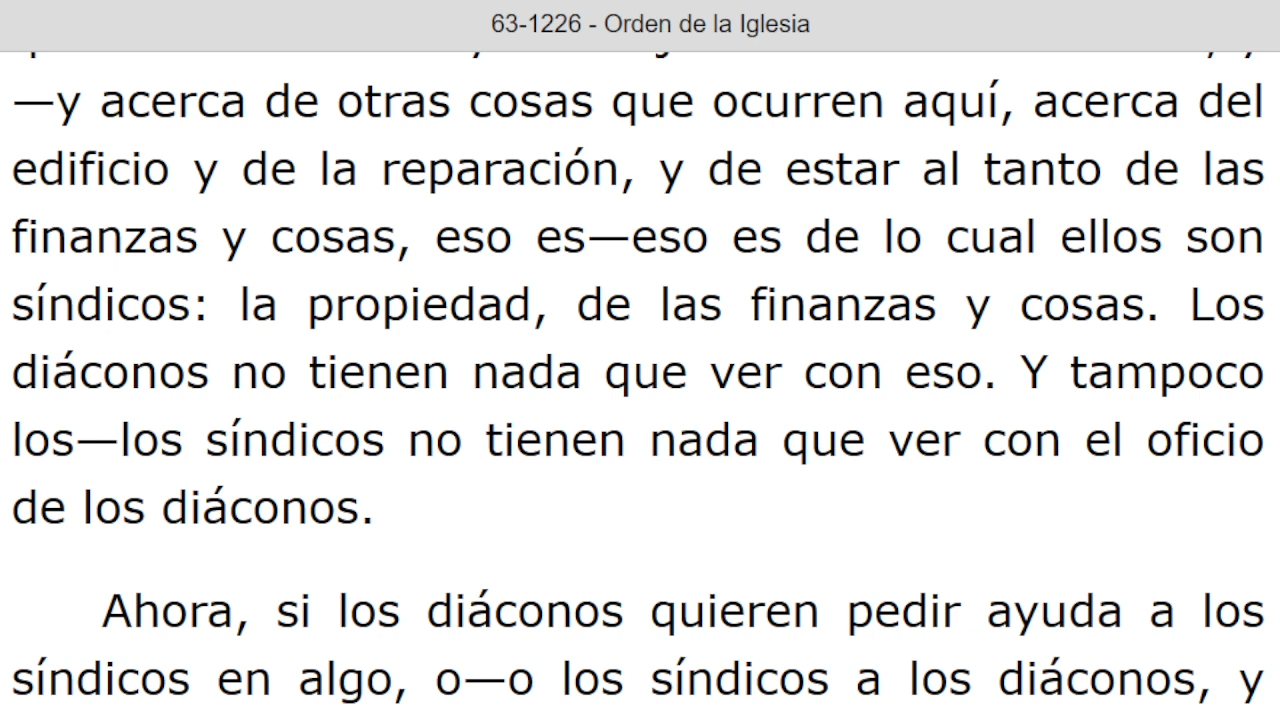 63-1226 - Orden de la Iglesia
—y acerca de otras cosas que ocurren aquí, acerca del
edificio y de la reparación, y de estar al tanto de las
finanzas y cosas, eso es—eso es de lo cual ellos son
síndicos: la propiedad, de las finanzas y cosas. Los
diáconos no tienen nada que ver con eso. Y tampoco
los—los síndicos no tienen nada que ver con el oficio
de los diáconos.
Ahora, si los diáconos quieren pedir ayuda a los
síndicos en algo, o—o los síndicos a los diáconos, y